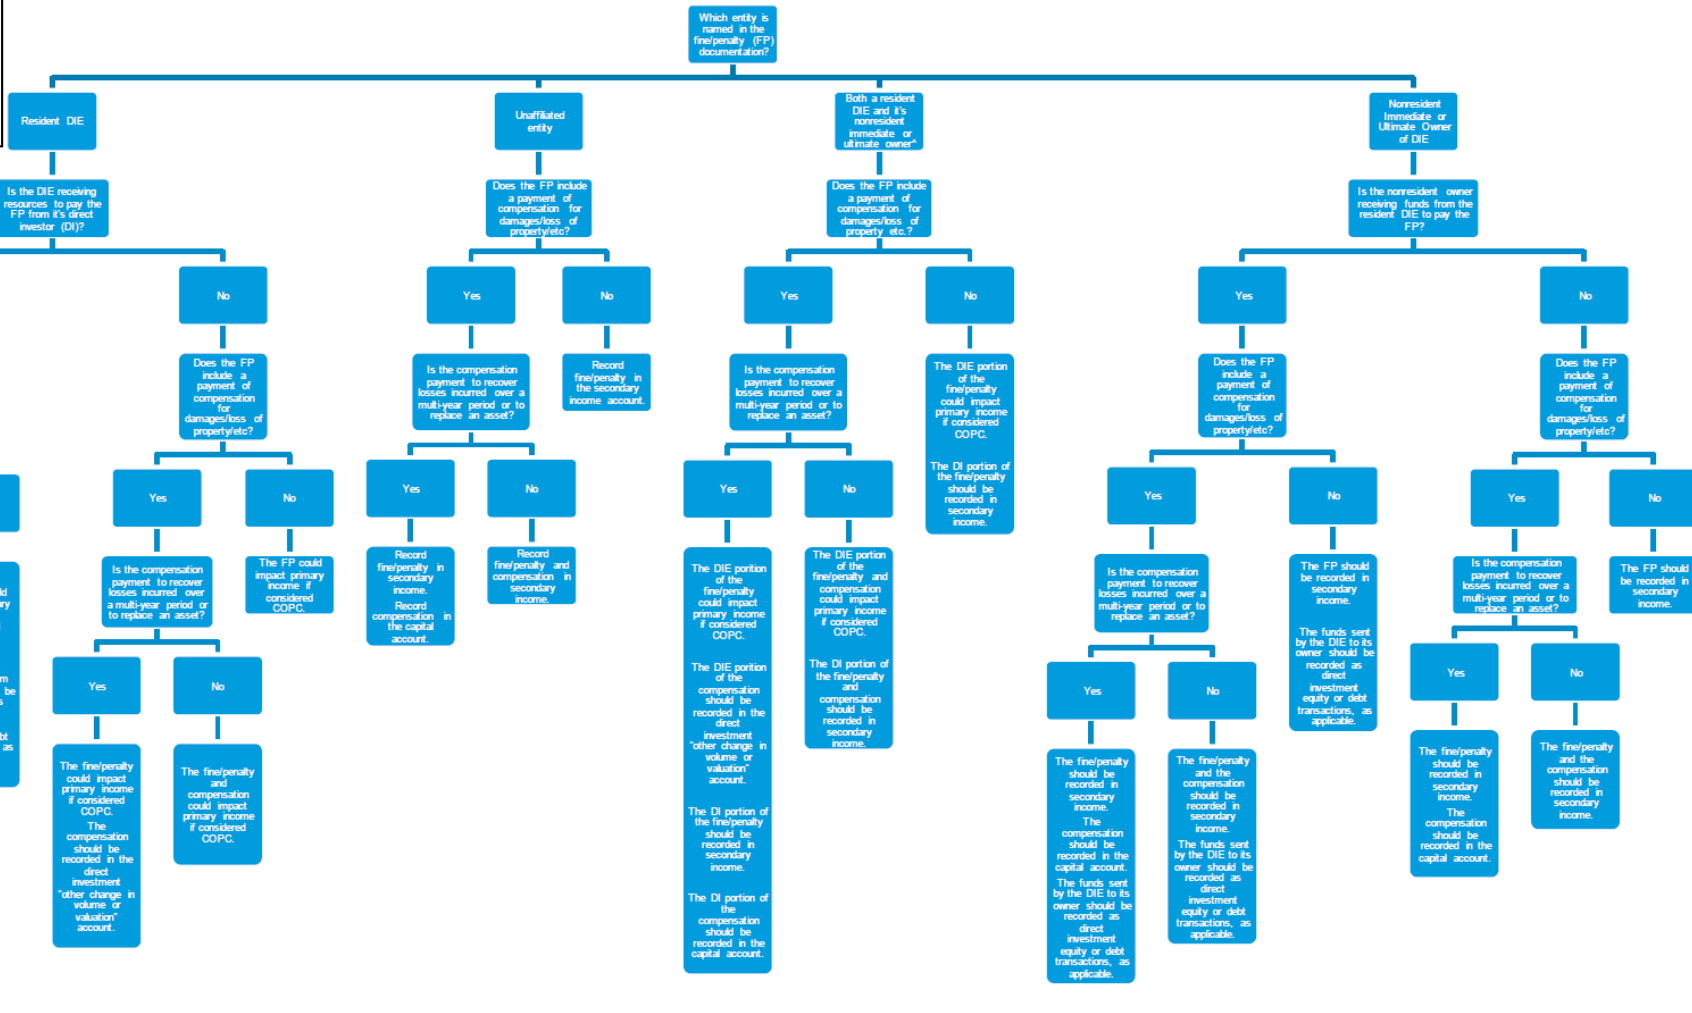 Which entity is
named in the
fine/penalty (FP)
documentation?
Resident DIE
Unaffiliated
entity
Both a resident
DIE and it's
nonresident
immediate or
ultimate owner^
Nonresident
Immediate or
Ultimate Owner
of DIE
Is the DIE receiving
resources to pay the
FP from it's direct
investor (DI)?
Does the FP include
a payment of
compensation for
damages/loss of
property/etc?
Does the FP include
a payment of
compensation for
damages/loss of
property etc.?
Is the nonresident owner
receiving funds from the
resident DIE to pay the
FP?
No
Yes
No
Yes
No
Yes
No
Does the FP
include a
payment of
compensation
for
damages/loss of
property/etc?
Is the compensation
payment to recover
losses incurred over a
multi-year period or to
replace an asset?
Record
fine/penalty in
the secondary
income account.
Is the compensation
payment to recover
losses incurred over a
multi-year period or to
replace an asset?
The DIE portion
of the
fine/penalty
could impact
primary income
if considered
COPC.
The DI portion of
the fine/penalty
should be
recorded in
secondary
income.
Does the FP
include a
payment of
compensation
for
damages/loss of
property/etc?
Does the FP
include a
payment of
compensation
for
damages/loss of
property/etc?
Yes
No
Yes
No
Yes
No
Yes
No
Yes
No
Is the compensation
payment to recover
losses incurred over
a multi-year period or
to replace an asset?
The FP could
impact primary
income if
considered
COPC.
Record
fine/penalty in
secondary
income.
Record
compensation in
the capital
account.
Record
fine/penalty and
compensation in
secondary
income.
The DIE porition
of the
fine/penalty
could impact
primary income
if considered
COPC.
The DIE porition
of the
compensation
should be
recorded in the
direct
investment
"other change in
volume or
valuation"
account.
The DI portion of
the fine/penalty
should be
recorded in
secondary
income.
The DI portion of
the
compensation
should be
recorded in the
capital account.
The DIE portion
of the
fine/penalty and
compensation
could impact
primary income
if considered
COPC.
The DI portion of
the fine/penalty
and
compensation
should be
recorded in
secondary
income.
Is the compensation
payment to recover
losses incurred over a
multi-year period or to
replace an asset?
The FP should
be recorded in
secondary
income.
The funds sent
by the DIE to its
owner should be
recorded as
direct
investment
equity or debt
transactions, as
applicable.
Is the compensation
payment to recover
losses incurred over a
multi-year period or to
replace an asset?
The FP should
be recorded in
secondary
income.
Yes
No
Yes
No
Yes
No
The fine/penalty
could impact
primary income
if considered
COPC.
The
compensation
should be
recorded in the
direct
investment
"other change in
volume or
valuation"
account.
The fine/penalty
and
compensation
could impact
primary income
if considered
COPC.
The fine/penalty
should be
recorded in
secondary
income.
The
compensation
should be
recorded in the
capital account.
The funds sent
by the DIE to its
owner should be
recorded as
direct
investment
equity or debt
transactions, as
applicable.
The fine/penalty
and the
compensation
should be
recorded in
secondary
income.
The funds sent
by the DIE to its
owner should be
recorded as
direct
investment
equity or debt
transactions, as
applicable.
The fine/penalty
should be
recorded in
secondary
income.
The
compensation
should be
recorded in the
capital account.
The fine/penalty
and the
compensation
should be
recorded in
secondary
income.
be
as